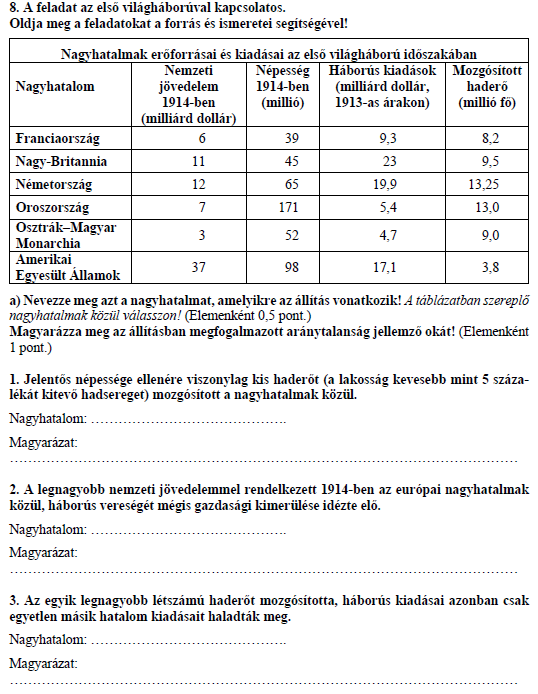 8. A feladat az első világháborúval kapcsolatos.
Oldja meg a feladatokat a forrás és ismeretei segítségével!
Nagyhatalmak erőforrásai és kiadásai az első világháború időszakában
Nagyhatalom | Nemzeti jövedelem 1914-ben (milliárd dollár) | Népesség 1914-ben (millió) | Háborús kiadások (milliárd dollár, 1913-as árakon) | Mozgósított haderő (millió fő)
Franciaország | 6 | 39 | 9,3 | 8,2
Nagy-Britannia | 11 | 45 | 23 | 9,5
Németország | 12 | 65 | 19,9 | 13,25
Oroszország | 7 | 171 | 5,4 | 13,0
Osztrák–Magyar Monarchia | 3 | 52 | 4,7 | 9,0
Amerikai Egyesült Államok | 37 | 98 | 17,1 | 3,8
a) Nevezze meg azt a nagyhatalmat, amelyikre az állítás vonatkozik! A táblázatban szereplő
nagyhatalmak közül válasszon! (Elemenként 0,5 pont.)
Magyarázza meg az állításban megfogalmazott aránytalanság jellemző okát! (Elemenként
1 pont.)
1. Jelentős népessége ellenére viszonylag kis haderőt (a lakosság kevesebb mint 5 száza-
lékát kitevő hadsereget) mozgósított a nagyhatalmak közül.
Nagyhatalom: …………………………………….
Magyarázat:
……………………………………………………………………………………………………
2. A legnagyobb nemzeti jövedelemmel rendelkezett 1914-ben az európai nagyhatalmak
közül, háborús vereségét mégis gazdasági kimerülése idézte elő.
Nagyhatalom: …………………………………….
Magyarázat:
……………………………………………………………………………………………………
3. Az egyik legnagyobb létszámú haderőt mozgósította, háborús kiadásai azonban csak
egyetlen másik hatalom kiadásait haladták meg.
Nagyhatalom: …………………………………….
Magyarázat:
……………………………………………………………………………………………………